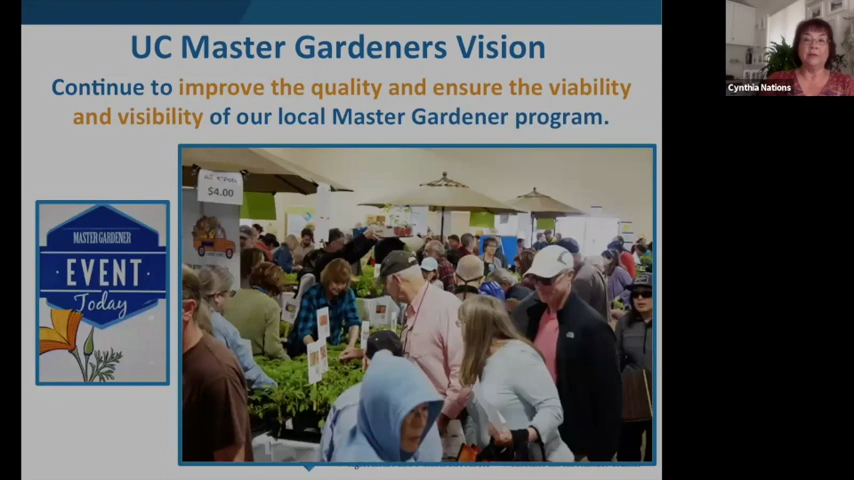 UC Master Gardeners Vision
Continue to improve the quality and ensure the viability
and visibility of our local Master Gardener program.
$4.00
MASTER GARDENER
EVENT
Today
Cynthia Nations